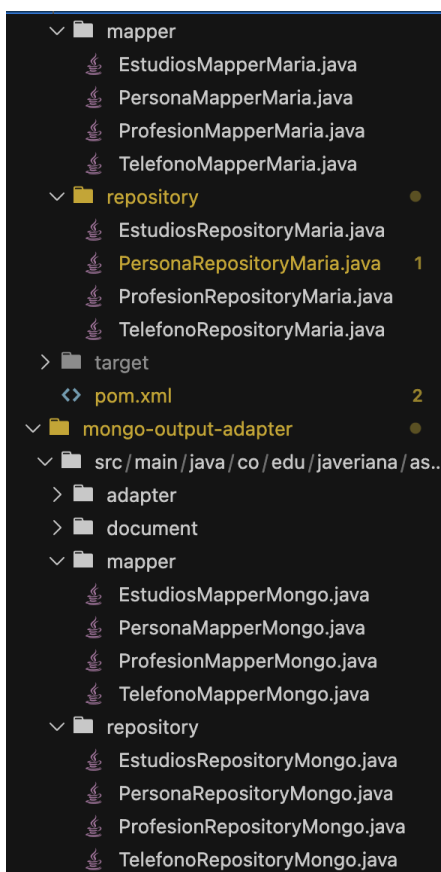 mapper
EstudiosMapperMaria.java
PersonaMapperMaria.java
ProfesionMapperMaria.java
TelefonoMapperMaria.java
repository
EstudiosRepositoryMaria.java
PersonaRepositoryMaria.java 1
ProfesionRepositoryMaria.java
TelefonoRepositoryMaria.java
target
pom.xml 2
mongo-output-adapter
src/main/java/co/edu/javeriana/as...
adapter
document
mapper
EstudiosMapperMongo.java
PersonaMapperMongo.java
ProfesionMapperMongo.java
TelefonoMapperMongo.java
repository
EstudiosRepositoryMongo.java
PersonaRepositoryMongo.java
ProfesionRepositoryMongo.java
TelefonoRepositoryMongo.java